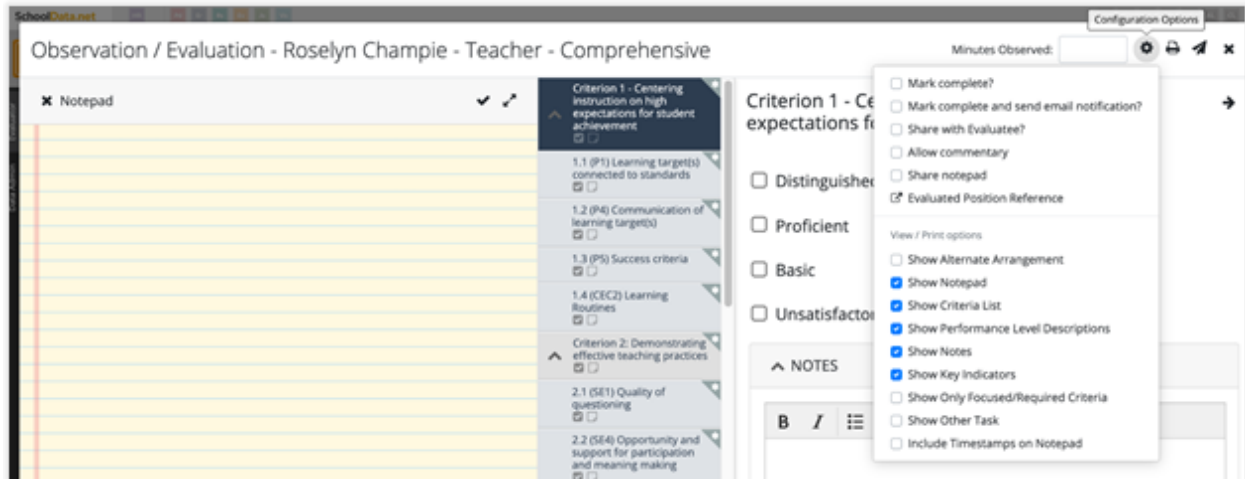 SchoolData.net
Configuration Options
Observation / Evaluation - Roselyn Champie - Teacher - Comprehensive
Minutes Observed:
Notepad
Criterion 1 - Centering
instruction on high
expectations for student
achievement
1.1 (P1) Learning target(s)
connected to standards
1.2 (P4) Communication of
learning target(s)
1.3 (P5) Success criteria
1.4 (CEC2) Learning
Routines
Criterion 2: Demonstrating
effective teaching practices
2.1 (SE1) Quality of
questioning
2.2 (SE4) Opportunity and
support for participation
and meaning making
Criterion 1 - Ce
expectations f
Distinguishe
Proficient
Basic
Unsatisfacto
NOTES
B I
Mark complete?
Mark complete and send email notification?
Share with Evaluatee?
Allow commentary
Share notepad
Evaluated Position Reference
View / Print options
Show Alternate Arrangement
Show Notepad
Show Criteria List
Show Performance Level Descriptions
Show Notes
Show Key Indicators
Show Only Focused/Required Criteria
Show Other Task
Include Timestamps on Notepad